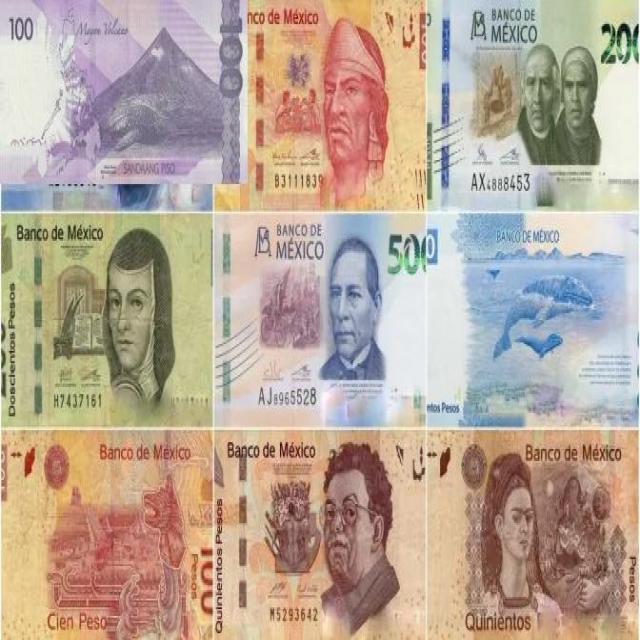 100
Mayon Volcano
SANDAANG PISO
nco de México
B3111839
BANCO DE
MÉXICO
200
AX4888453
Banco de México
Doscientos Pesos
H7437161
BANCO DE
MÉXICO
500
AJ8965528
BANCO DE MÉXICO
ntos Pesos
Banco de México
100
Pesos
Cien Peso
Banco de México
Quinientos Pesos
M5293642
Banco de México
Pesos
Quinientos